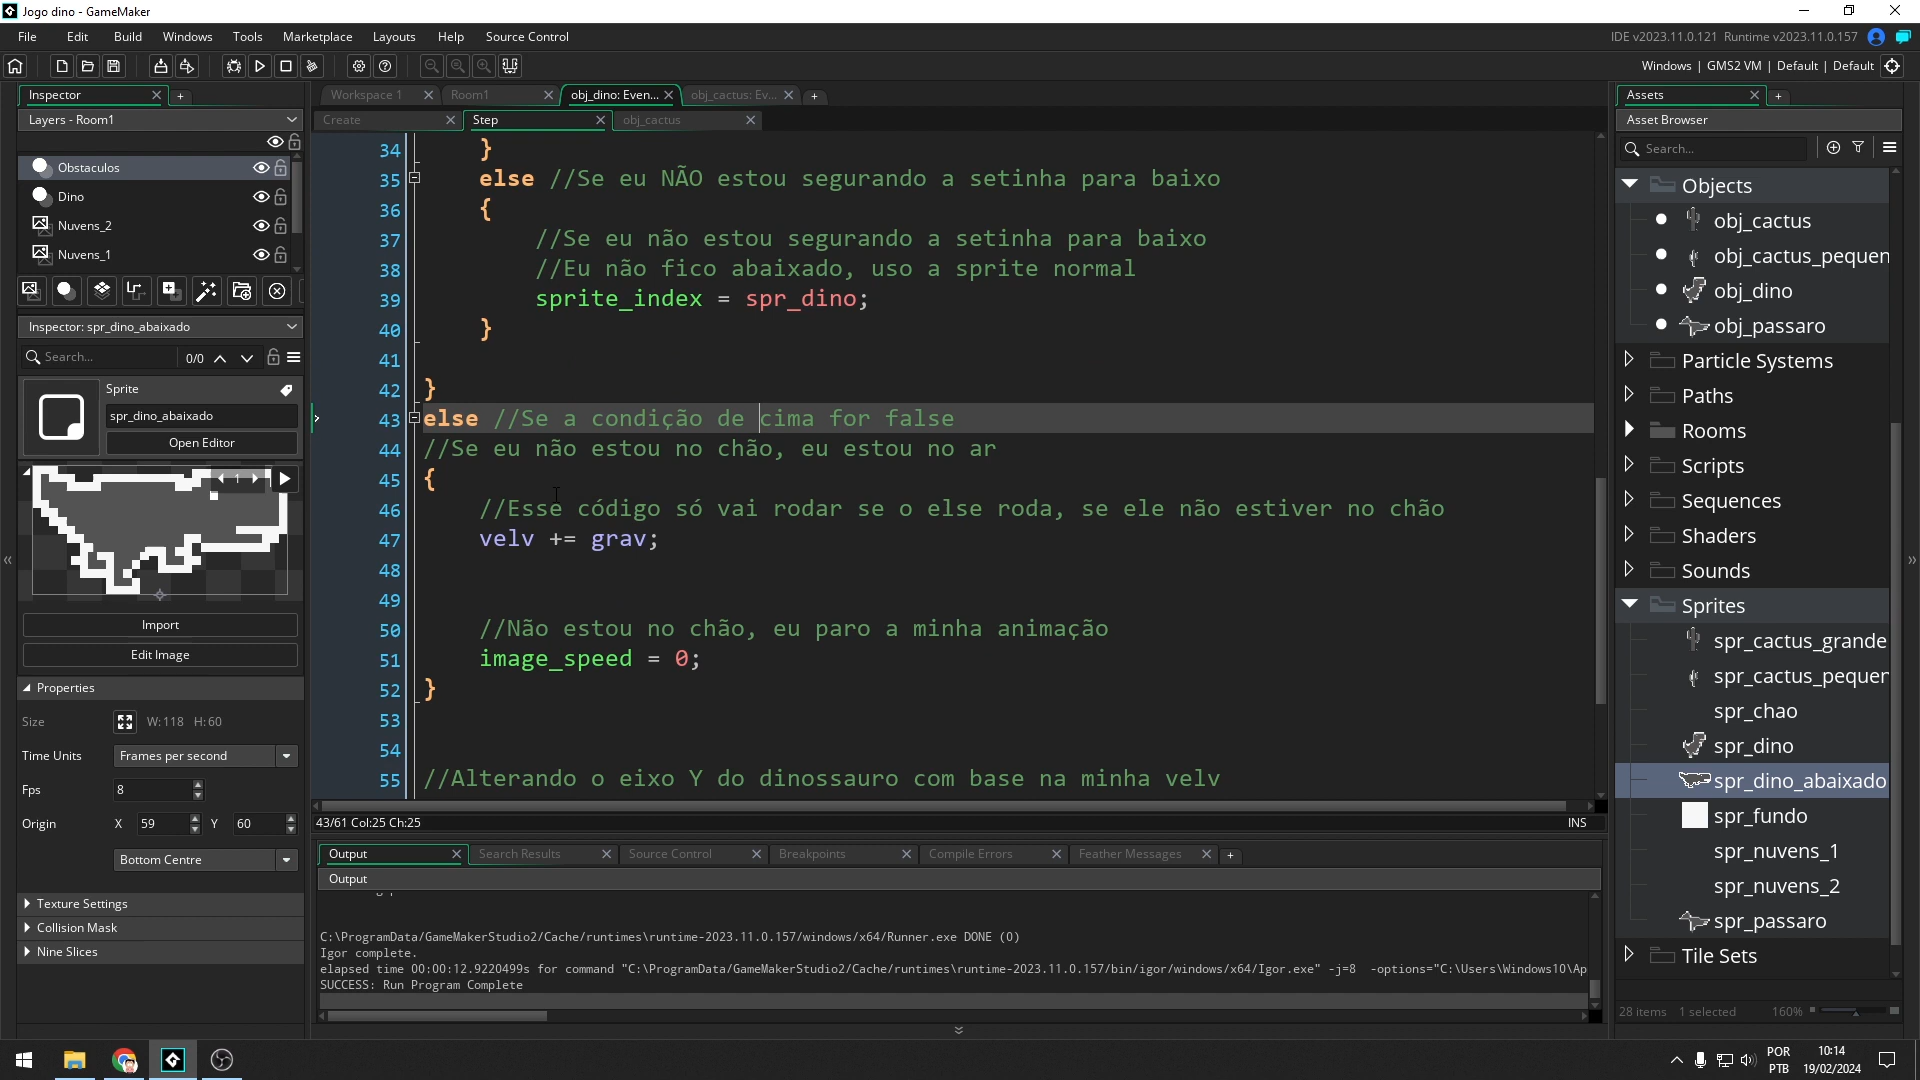 Jogo dino - GameMaker
File Edit Build Windows Tools Marketplace Layouts Help Source Control
IDE v2023.11.0.121 Runtime v2023.11.0.157
Windows | GMS2 VM | Default | Default
Inspector
Layers - Room1
Obstaculos
Dino
Nuvens_2
Nuvens_1
Inspector: spr_dino_abaixado
Search... 0/0
Sprite
spr_dino_abaixado
Open Editor
1
Import
Edit Image
Properties
Size W:118 H:60
Time Units Frames per second
Fps 8
Origin X 59 Y 60
Bottom Centre
Texture Settings
Collision Mask
Nine Slices
Workspace 1 Room1 obj_dino: Even... obj_cactus: Ev...
Create Step obj_cactus
34 }
35 else //Se eu NÃO estou segurando a setinha para baixo
36 {
37 //Se eu não estou segurando a setinha para baixo
38 //Eu não fico abaixado, uso a sprite normal
39 sprite_index = spr_dino;
40 }
41
42 }
43 else //Se a condição de cima for false
44 //Se eu não estou no chão, eu estou no ar
45 {
46 //Esse código só vai rodar se o else roda, se ele não estiver no chão
47 velv += grav;
48
49
50 //Não estou no chão, eu paro a minha animação
51 image_speed = 0;
52 }
53
54
55 //Alterando o eixo Y do dinossauro com base na minha velv
43/61 Col:25 Ch:25 INS
Output Search Results Source Control Breakpoints Compile Errors Feather Messages
Output
C:\ProgramData/GameMakerStudio2/Cache/runtimes\runtime-2023.11.0.157/windows/x64/Runner.exe DONE (0)
Igor complete.
elapsed time 00:00:12.9220499s for command "C:\ProgramData/GameMakerStudio2/Cache/runtimes\runtime-2023.11.0.157/bin/igor/windows/x64/Igor.exe" -j=8 -options="C:\Users\Windows10\Ap
SUCCESS: Run Program Complete
Assets
Asset Browser
Search...
Objects
obj_cactus
obj_cactus_pequen
obj_dino
obj_passaro
Particle Systems
Paths
Rooms
Scripts
Sequences
Shaders
Sounds
Sprites
spr_cactus_grande
spr_cactus_pequer
spr_chao
spr_dino
spr_dino_abaixado
spr_fundo
spr_nuvens_1
spr_nuvens_2
spr_passaro
Tile Sets
28 items 1 selected 160%
POR
PTB
10:14
19/02/2024